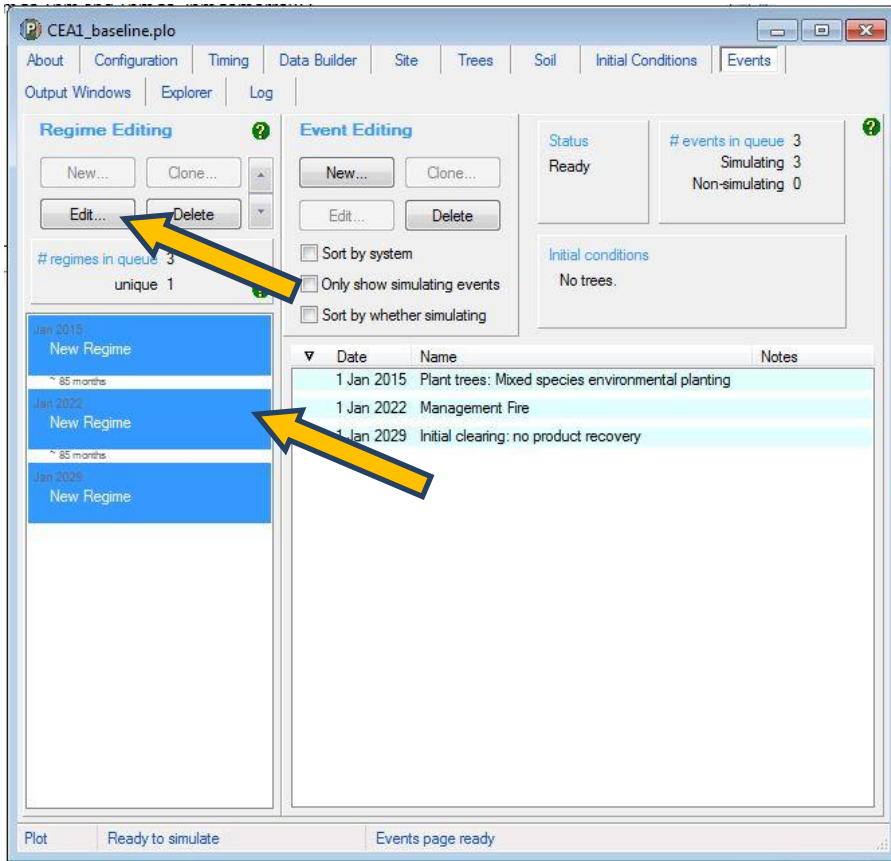 CEA1_baseline.plo
About Configuration Timing Data Builder Site Trees Soil Initial Conditions Events
Output Windows Explorer Log
Regime Editing
New... Clone...
Edit... Delete
# regimes in queue 3
unique 1
Jan 2015
New Regime
~ 85 months
Jan 2022
New Regime
~ 85 months
Jan 2029
New Regime
Event Editing
New... Clone...
Edit... Delete
Sort by system
Only show simulating events
Sort by whether simulating
Status
Ready
# events in queue 3
Simulating 3
Non-simulating 0
Initial conditions
No trees.
Date Name Notes
1 Jan 2015 Plant trees: Mixed species environmental planting
1 Jan 2022 Management Fire
1 Jan 2029 Initial clearing: no product recovery
Plot Ready to simulate Events page ready